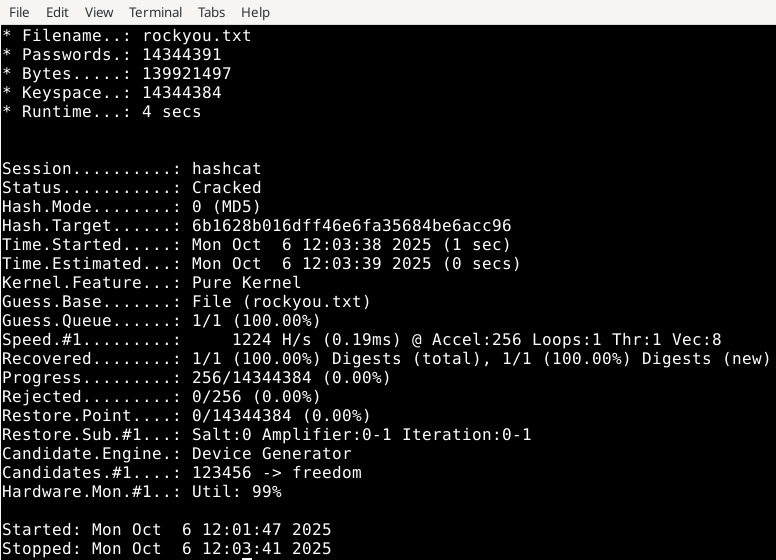 File Edit View Terminal Tabs Help
* Filename..: rockyou.txt
* Passwords.: 14344391
* Bytes.....: 139921497
* Keyspace..: 14344384
* Runtime...: 4 secs
Session..........: hashcat
Status...........: Cracked
Hash.Mode........: 0 (MD5)
Hash.Target......: 6b1628b016dff46e6fa35684be6acc96
Time.Started.....: Mon Oct  6 12:03:38 2025 (1 sec)
Time.Estimated...: Mon Oct  6 12:03:39 2025 (0 secs)
Kernel.Feature...: Pure Kernel
Guess.Base.......: File (rockyou.txt)
Guess.Queue......: 1/1 (100.00%)
Speed.#1.........:     1224 H/s (0.19ms) @ Accel:256 Loops:1 Thr:1 Vec:8
Recovered........: 1/1 (100.00%) Digests (total), 1/1 (100.00%) Digests (new)
Progress.........: 256/14344384 (0.00%)
Rejected.........: 0/256 (0.00%)
Restore.Point....: 0/14344384 (0.00%)
Restore.Sub.#1...: Salt:0 Amplifier:0-1 Iteration:0-1
Candidate.Engine.: Device Generator
Candidates.#1....: 123456 -> freedom
Hardware.Mon.#1..: Util: 99%
Started: Mon Oct  6 12:01:47 2025
Stopped: Mon Oct  6 12:03:41 2025